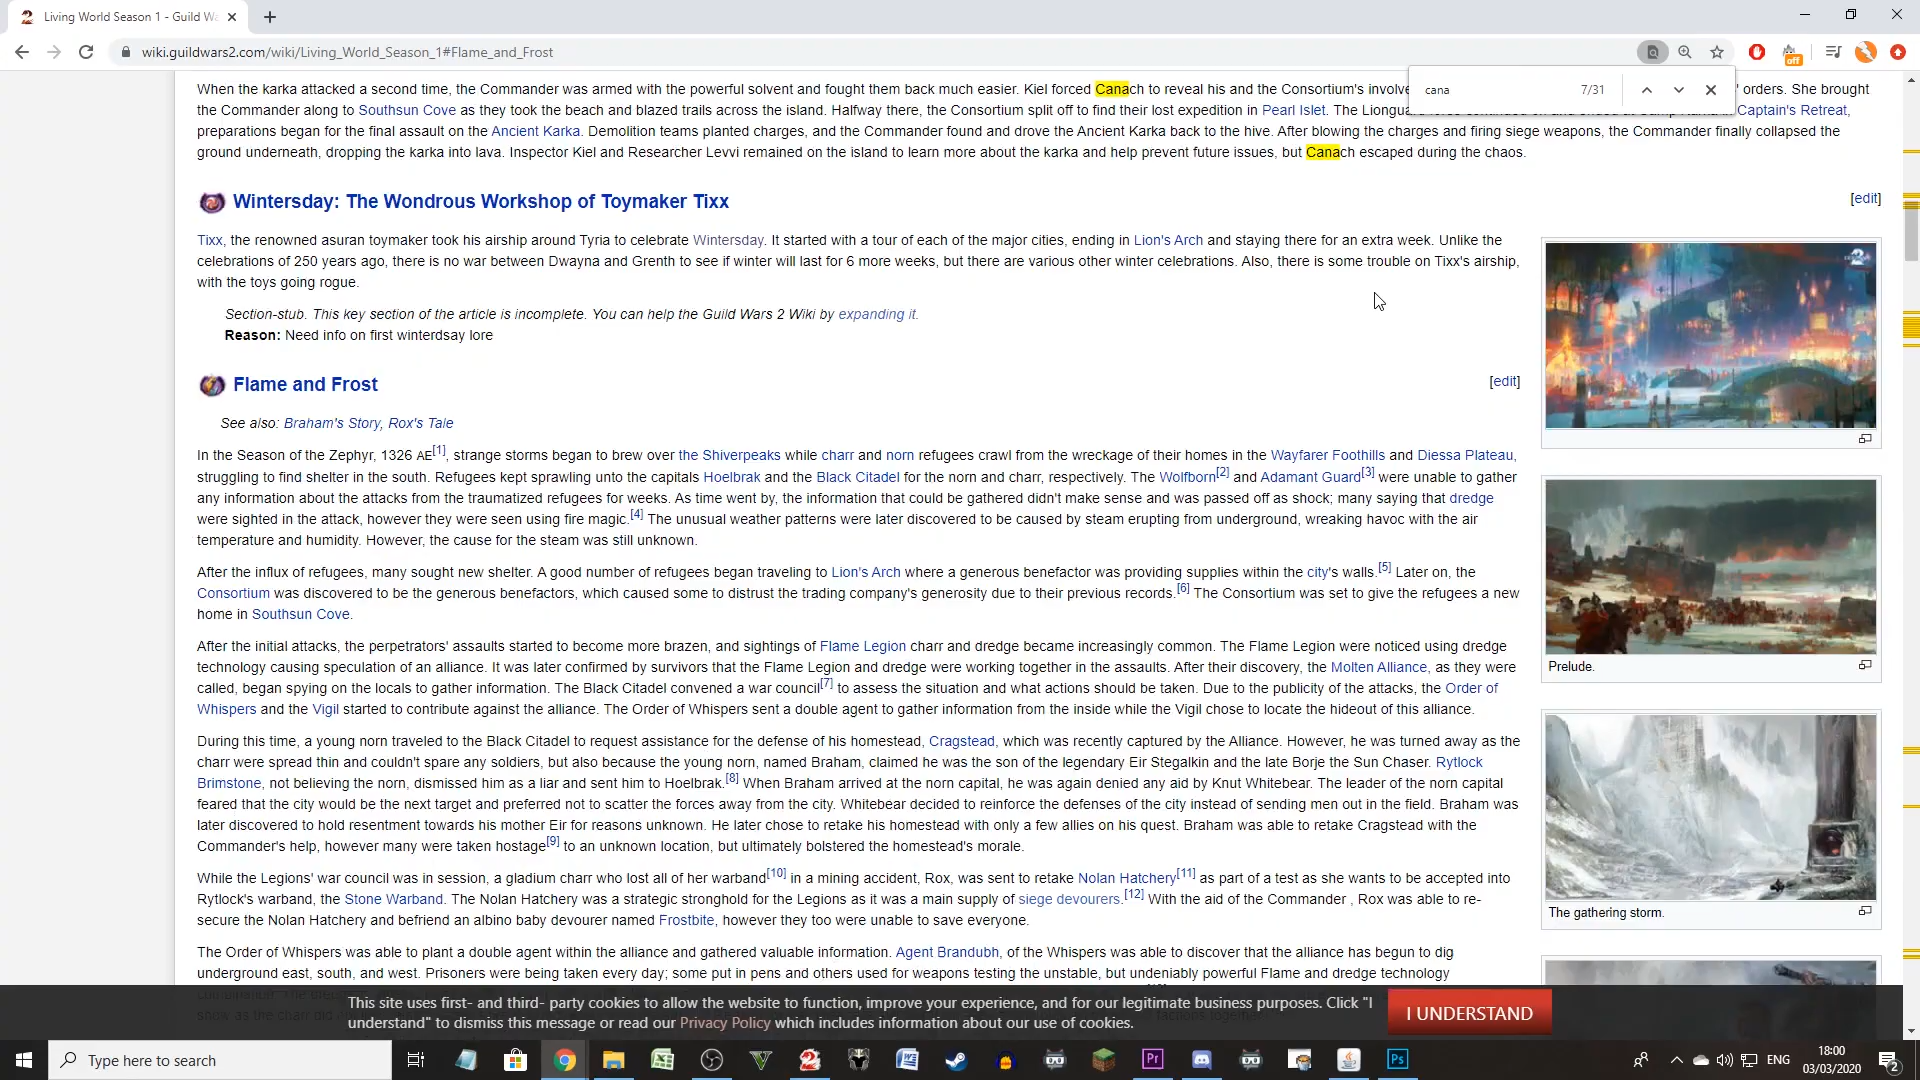 Living World Season 1 - Guild Wa
wiki.guildwars2.com/wiki/Living_World_Season_1#Flame_and_Frost
off
cana 7/31
When the karka attacked a second time, the Commander was armed with the powerful solvent and fought them back much easier. Kiel forced Canach to reveal his and the Consortium's involve orders. She brought
the Commander along to Southsun Cove as they took the beach and blazed trails across the island. Halfway there, the Consortium split off to find their lost expedition in Pearl Islet. The Liongua Captain's Retreat,
preparations began for the final assault on the Ancient Karka. Demolition teams planted charges, and the Commander found and drove the Ancient Karka back to the hive. After blowing the charges and firing siege weapons, the Commander finally collapsed the
ground underneath, dropping the karka into lava. Inspector Kiel and Researcher Levvi remained on the island to learn more about the karka and help prevent future issues, but Canach escaped during the chaos.
Wintersday: The Wondrous Workshop of Toymaker Tixx
[edit]
Tixx, the renowned asuran toymaker took his airship around Tyria to celebrate Wintersday. It started with a tour of each of the major cities, ending in Lion's Arch and staying there for an extra week. Unlike the
celebrations of 250 years ago, there is no war between Dwayna and Grenth to see if winter will last for 6 more weeks, but there are various other winter celebrations. Also, there is some trouble on Tixx's airship,
with the toys going rogue.
Section-stub. This key section of the article is incomplete. You can help the Guild Wars 2 Wiki by expanding it.
Reason: Need info on first winterdsay lore
Flame and Frost
[edit]
See also: Braham's Story, Rox's Tale
In the Season of the Zephyr, 1326 AE[1], strange storms began to brew over the Shiverpeaks while charr and norn refugees crawl from the wreckage of their homes in the Wayfarer Foothills and Diessa Plateau,
struggling to find shelter in the south. Refugees kept sprawling unto the capitals Hoelbrak and the Black Citadel for the norn and charr, respectively. The Wolfborn[2] and Adamant Guard[3] were unable to gather
any information about the attacks from the traumatized refugees for weeks. As time went by, the information that could be gathered didn't make sense and was passed off as shock; many saying that dredge
were sighted in the attack, however they were seen using fire magic.[4] The unusual weather patterns were later discovered to be caused by steam erupting from underground, wreaking havoc with the air
temperature and humidity. However, the cause for the steam was still unknown.
After the influx of refugees, many sought new shelter. A good number of refugees began traveling to Lion's Arch where a generous benefactor was providing supplies within the city's walls.[5] Later on, the
Consortium was discovered to be the generous benefactors, which caused some to distrust the trading company's generosity due to their previous records.[6] The Consortium was set to give the refugees a new
home in Southsun Cove.
After the initial attacks, the perpetrators' assaults started to become more brazen, and sightings of Flame Legion charr and dredge became increasingly common. The Flame Legion were noticed using dredge
technology causing speculation of an alliance. It was later confirmed by survivors that the Flame Legion and dredge were working together in the assaults. After their discovery, the Molten Alliance, as they were
called, began spying on the locals to gather information. The Black Citadel convened a war council[7] to assess the situation and what actions should be taken. Due to the publicity of the attacks, the Order of
Whispers and the Vigil started to contribute against the alliance. The Order of Whispers sent a double agent to gather information from the inside while the Vigil chose to locate the hideout of this alliance.
During this time, a young norn traveled to the Black Citadel to request assistance for the defense of his homestead, Cragstead, which was recently captured by the Alliance. However, he was turned away as the
charr were spread thin and couldn't spare any soldiers, but also because the young norn, named Braham, claimed he was the son of the legendary Eir Stegalkin and the late Borje the Sun Chaser. Rytlock
Brimstone, not believing the norn, dismissed him as a liar and sent him to Hoelbrak.[8] When Braham arrived at the norn capital, he was again denied any aid by Knut Whitebear. The leader of the norn capital
feared that the city would be the next target and preferred not to scatter the forces away from the city. Whitebear decided to reinforce the defenses of the city instead of sending men out in the field. Braham was
later discovered to hold resentment towards his mother Eir for reasons unknown. He later chose to retake his homestead with only a few allies on his quest. Braham was able to retake Cragstead with the
Commander's help, however many were taken hostage[9] to an unknown location, but ultimately bolstered the homestead's morale.
While the Legions' war council was in session, a gladium charr who lost all of her warband[10] in a mining accident, Rox, was sent to retake Nolan Hatchery[11] as part of a test as she wants to be accepted into
Rytlock's warband, the Stone Warband. The Nolan Hatchery was a strategic stronghold for the Legions as it was a main supply of siege devourers.[12] With the aid of the Commander , Rox was able to re-
secure the Nolan Hatchery and befriend an albino baby devourer named Frostbite, however they too were unable to save everyone.
The Order of Whispers was able to plant a double agent within the alliance and gathered valuable information. Agent Brandubh, of the Whispers was able to discover that the alliance has begun to dig
underground east, south, and west. Prisoners were being taken every day; some put in pens and others used for weapons testing the unstable, but undeniably powerful Flame and dredge technology
Prelude.
The gathering storm.
This site uses first- and third- party cookies to allow the website to function, improve your experience, and for our legitimate business purposes. Click "I
understand" to dismiss this message or read our Privacy Policy which includes information about our use of cookies.
I UNDERSTAND
Type here to search
ENG
18:00
03/03/2020
2